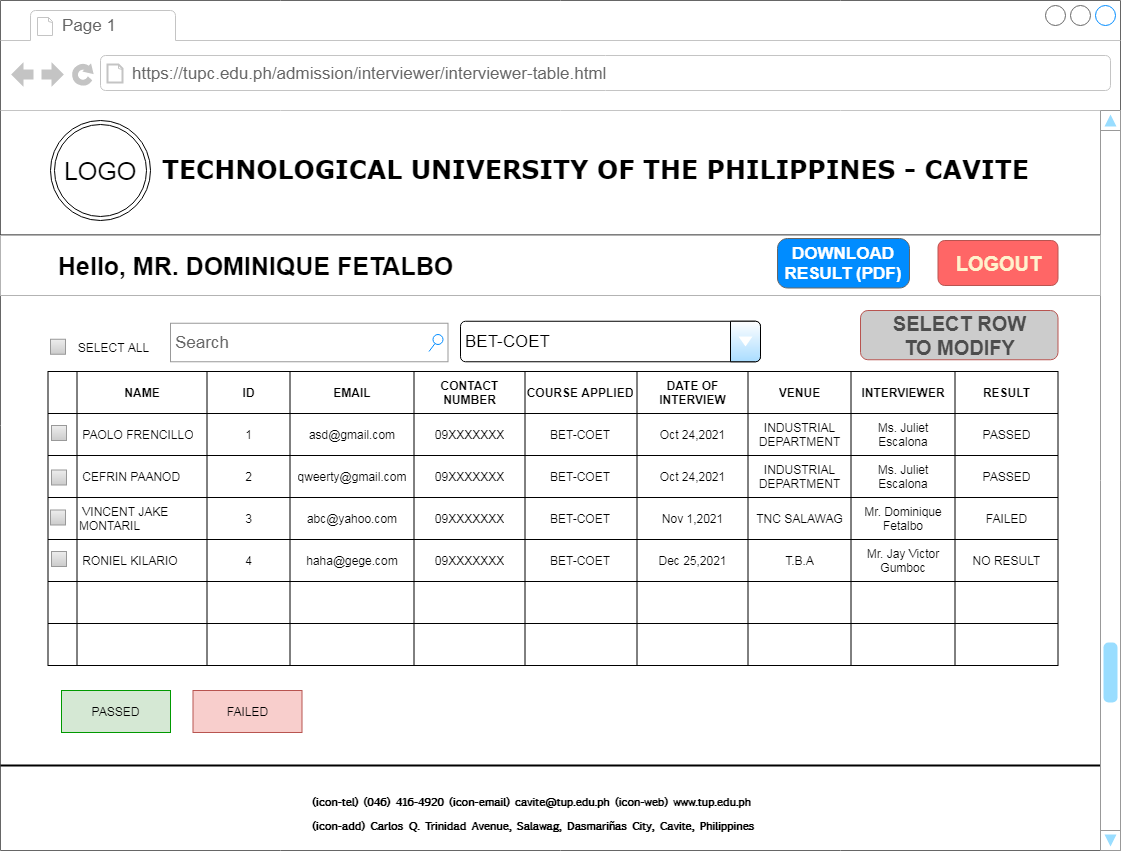 Page 1
https://tupc.edu.ph/admission/interviewer/interviewer-table.html
LOGO
TECHNOLOGICAL UNIVERSITY OF THE PHILIPPINES - CAVITE
Hello, MR. DOMINIQUE FETALBO
DOWNLOAD
RESULT (PDF)
LOGOUT
SELECT ALL
Search
BET-COET
SELECT ROW
TO MODIFY
NAME ID EMAIL CONTACT NUMBER COURSE APPLIED DATE OF INTERVIEW VENUE INTERVIEWER RESULT
PAOLO FRENCILLO 1 asd@gmail.com 09XXXXXXX BET-COET Oct 24,2021 INDUSTRIAL DEPARTMENT Ms. Juliet Escalona PASSED
CEFRIN PAANOD 2 qweerty@gmail.com 09XXXXXXX BET-COET Oct 24,2021 INDUSTRIAL DEPARTMENT Ms. Juliet Escalona PASSED
VINCENT JAKE MONTARIL 3 abc@yahoo.com 09XXXXXXX BET-COET Nov 1,2021 TNC SALAWAG Mr. Dominique Fetalbo FAILED
RONIEL KILARIO 4 haha@gege.com 09XXXXXXX BET-COET Dec 25,2021 T.B.A Mr. Jay Victor Gumboc NO RESULT
PASSED
FAILED
(icon-tel) (046) 416-4920 (icon-email) cavite@tup.edu.ph (icon-web) www.tup.edu.ph
(icon-add) Carlos Q. Trinidad Avenue, Salawag, Dasmariñas City, Cavite, Philippines